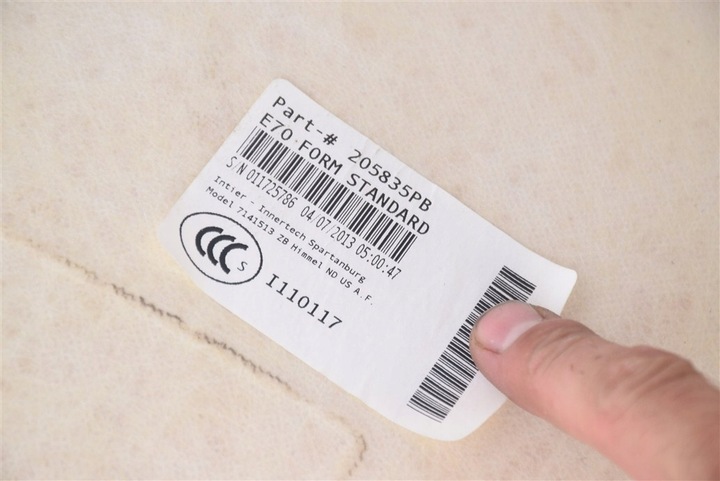 Part-# 205835PB
E70 FORM STANDARD
S/N 011725786 04/07/2013 05:00:47
Intier - Innertech Spartanburg
Model 7141513 ZB Himmel ND US A.F.
CCC S
I110117